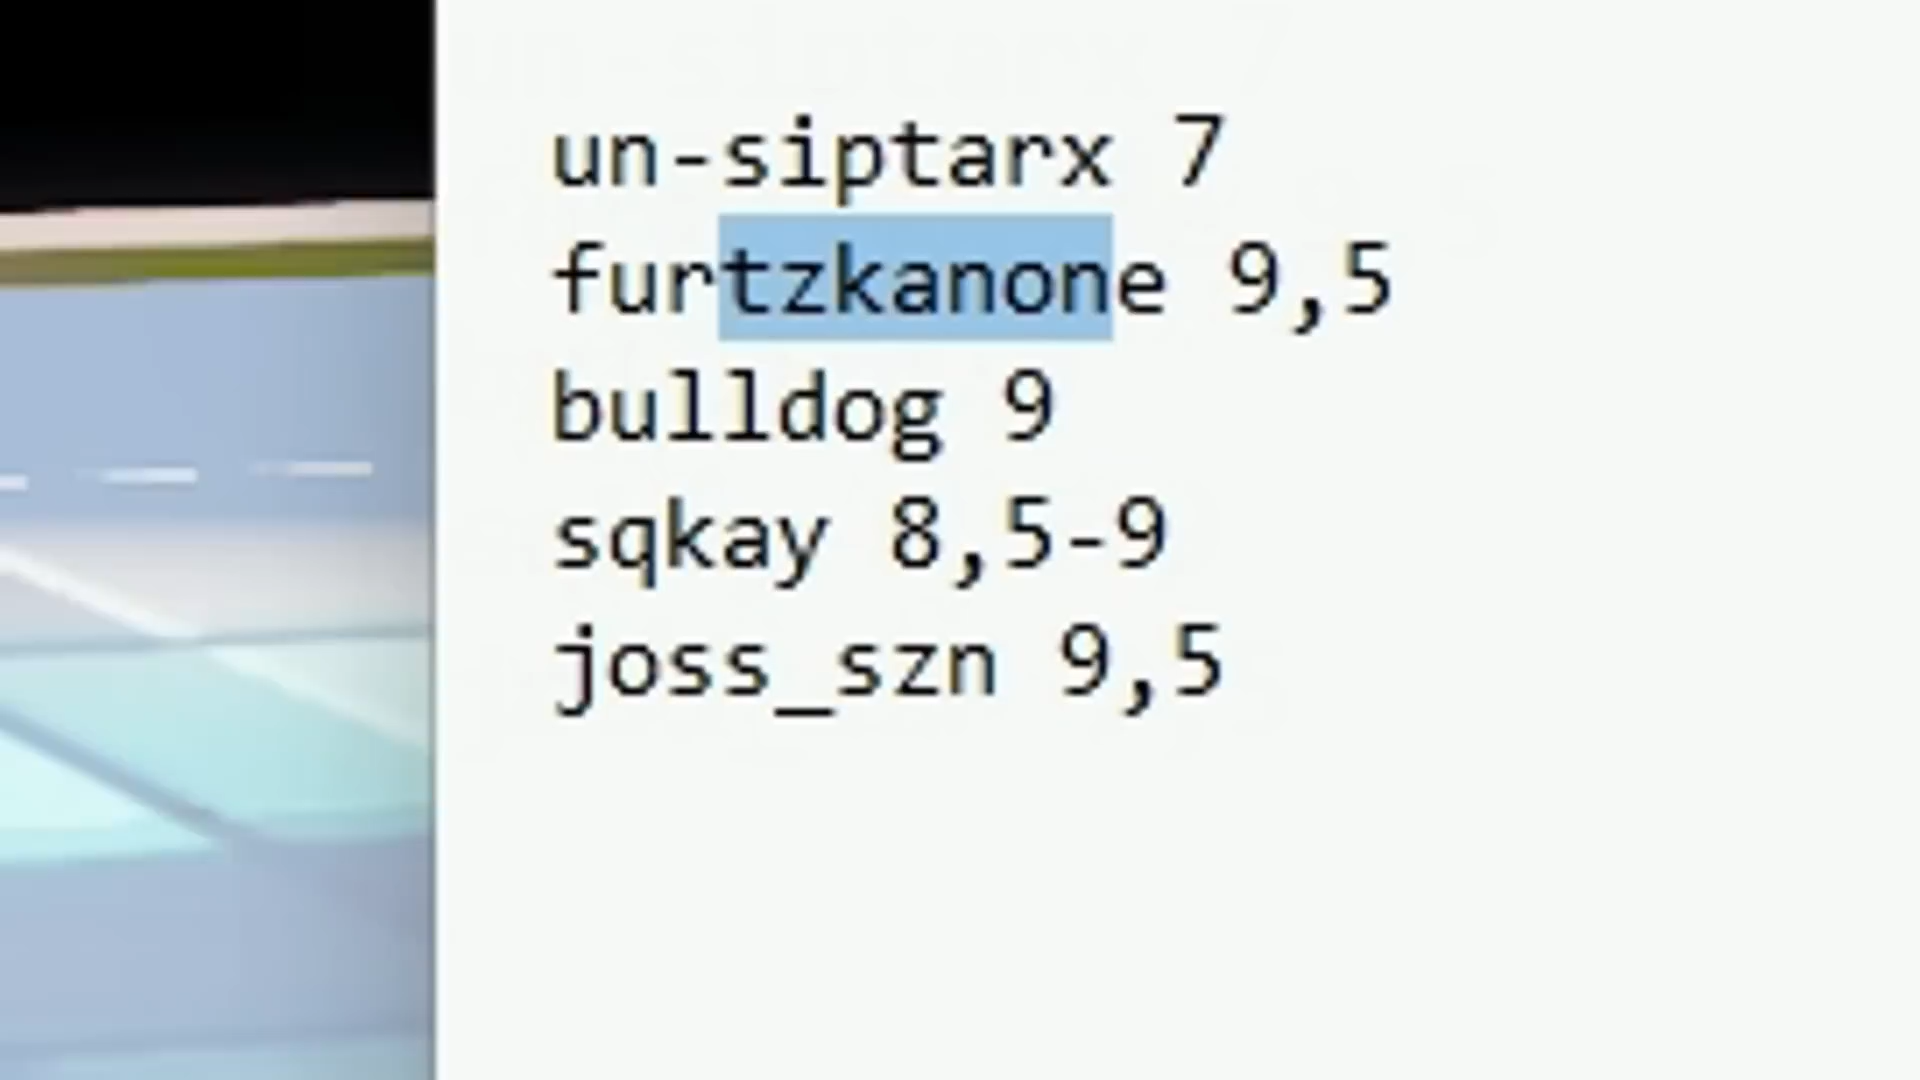 un-siptarx 7
furtzkanone 9,5
bulldog 9
sqkay 8,5-9
joss_szn 9,5